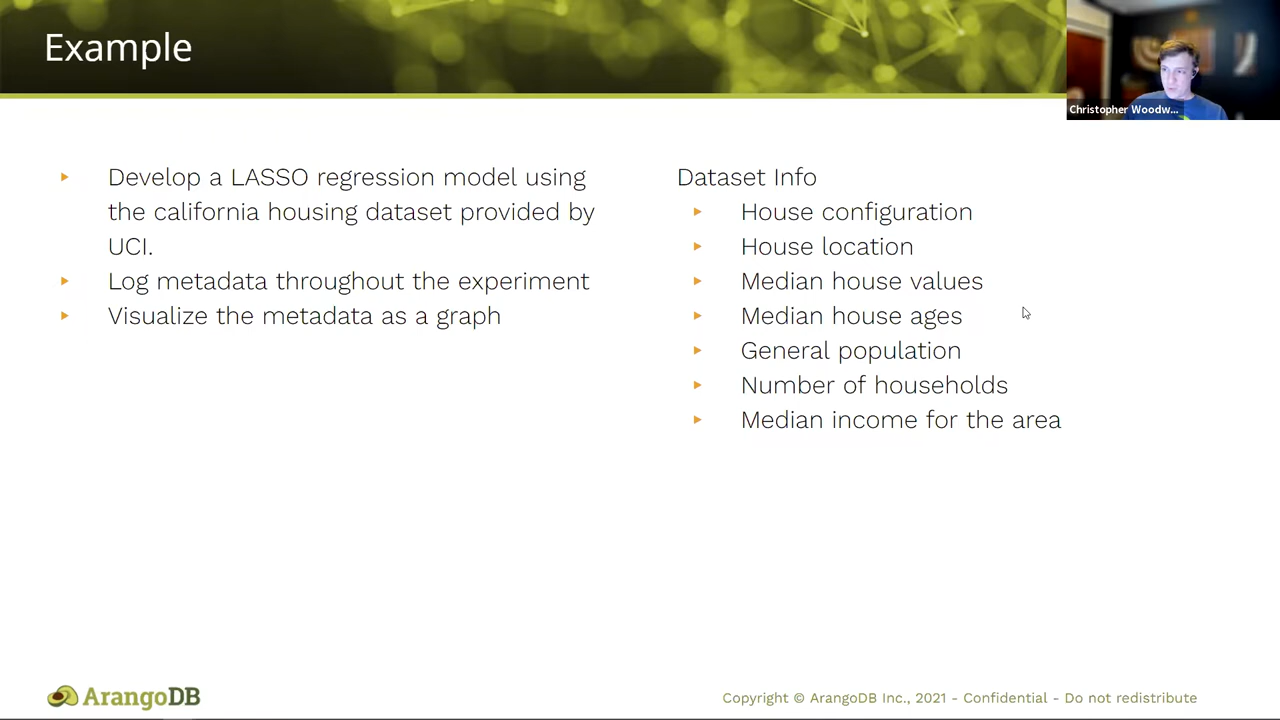 Example
Christopher Woodw...
Develop a LASSO regression model using
the california housing dataset provided by
UCI.
Log metadata throughout the experiment
Visualize the metadata as a graph
Dataset Info
House configuration
House location
Median house values
Median house ages
General population
Number of households
Median income for the area
ArangoDB
Copyright © ArangoDB Inc., 2021 - Confidential - Do not redistribute